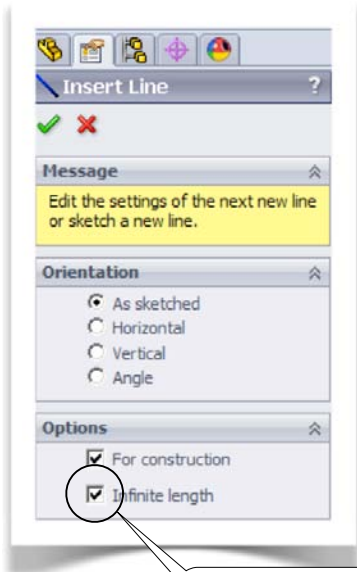 Insert Line ?
Message
Edit the settings of the next new line
or sketch a new line.
Orientation
As sketched
Horizontal
Vertical
Angle
Options
For construction
Infinite length